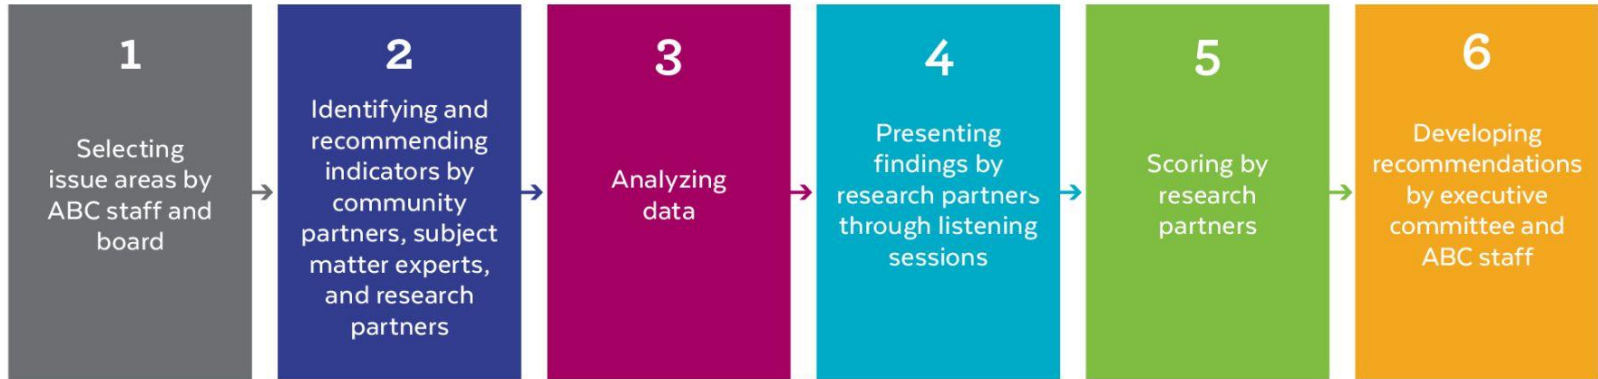 1
Selecting
issue areas by
ABC staff and
board
2
Identifying and
recommending
indicators by
community
partners, subject
matter experts,
and research
partners
3
Analyzing
data
4
Presenting
findings by
research partners
through listening
sessions
5
Scoring by
research
partners
6
Developing
recommendations
by executive
committee and
ABC staff